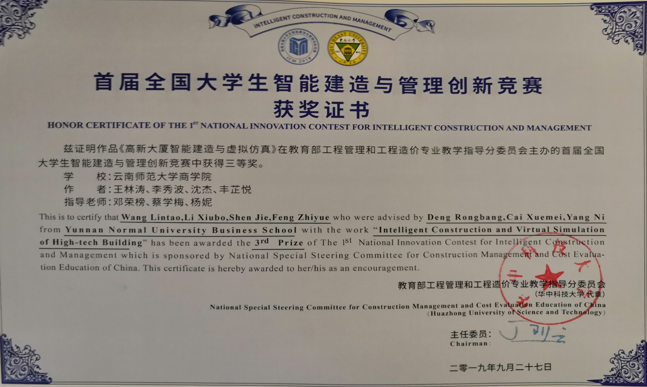 INTELLIGENT CONSTRUCTION AND MANAGEMENT
首届全国大学生智能建造与管理创新竞赛
获奖证书
HONOR CERTIFICATE OF THE 1ST NATIONAL INNOVATION CONTEST FOR INTELLIGENT CONSTRUCTION AND MANAGEMENT
兹证明作品《高新大厦智能建造与虚拟仿真》在教育部工程管理和工程造价专业教学指导分委员会主办的首届全
国大学生智能建造与管理创新竞赛中获得三等奖。
学 校：云南师范大学商学院
作 者：王林涛、李秀波、沈杰、丰芷悦
指导老师：邓荣榜、蔡学梅、杨妮
This is to certify that Wang Lintao,Li Xiubo,Shen Jie,Feng Zhiyue who were advised by Deng Rongbang,Cai Xuemei,Yang Ni
from Yunnan Normal University Business School with the work "Intelligent Construction and Virtual Simulation
of High-tech Building" has been awarded the 3rd Prize of The 1st National Innovation Contest for Intelligent Construction
and Management which is sponsored by National Special Steering Committee for Construction Management and Cost Evalua-
tion Education of China. This certificate is hereby awarded to her/his as an encouragement.
教育部工程管理和工程造价专业教学指导分委员会
(华中科技大学代章)
National Special Steering Committee for Construction Management and Cost Evaluation Education of China
(Huazhong University of Science and Technology)
主任委员：
Chairman:
二零一九年九月二十七日